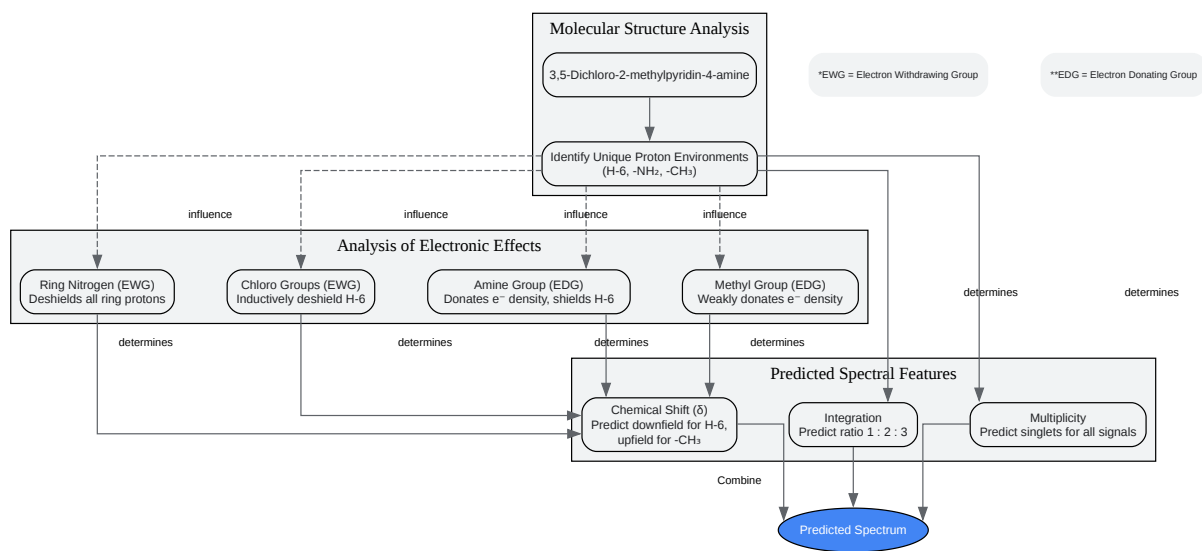 Molecular Structure Analysis
3,5-Dichloro-2-methylpyridin-4-amine
*EWG = Electron Withdrawing Group
**EDG = Electron Donating Group
Identify Unique Proton Environments
(H-6, -NH₂, -CH₃)
influence
influence
influence
influence
Analysis of Electronic Effects
Ring Nitrogen (EWG)
Deshields all ring protons
Chloro Groups (EWG)
Inductively deshield H-6
Amine Group (EDG)
Donates e⁻ density, shields H-6
Methyl Group (EDG)
Weakly donates e⁻ density
determines
determines
determines
determines
determines
determines
Predicted Spectral Features
Chemical Shift (δ)
Predict downfield for H-6,
upfield for -CH₃
Integration
Predict ratio 1 : 2 : 3
Multiplicity
Predict singlets for all signals
Combine
Predicted Spectrum